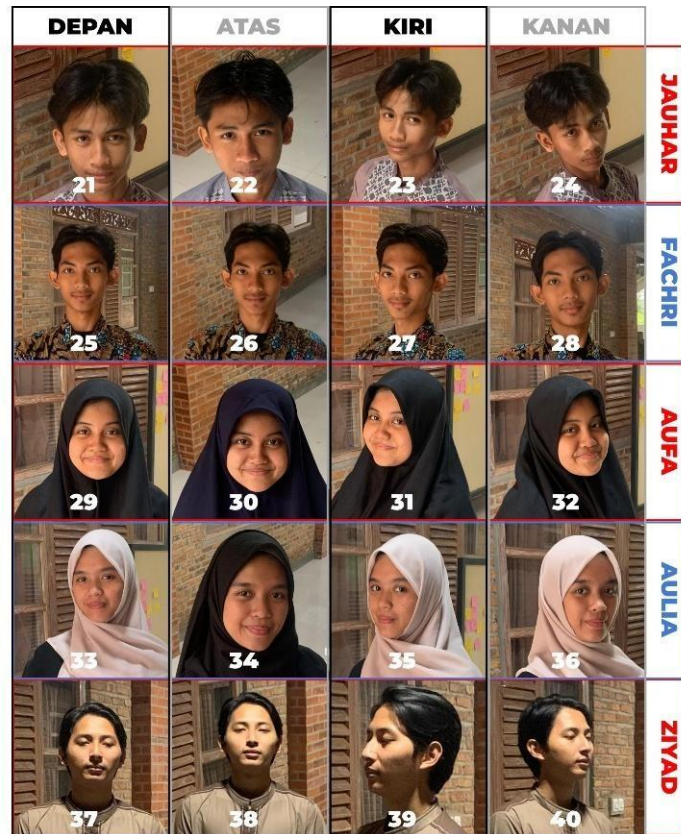 DEPAN ATAS KIRI KANAN
21 22 23 24 JAUHAR
25 26 27 28 FACHRI
29 30 31 32 AUFA
33 34 35 36 AULIA
37 38 39 40 ZIYAD